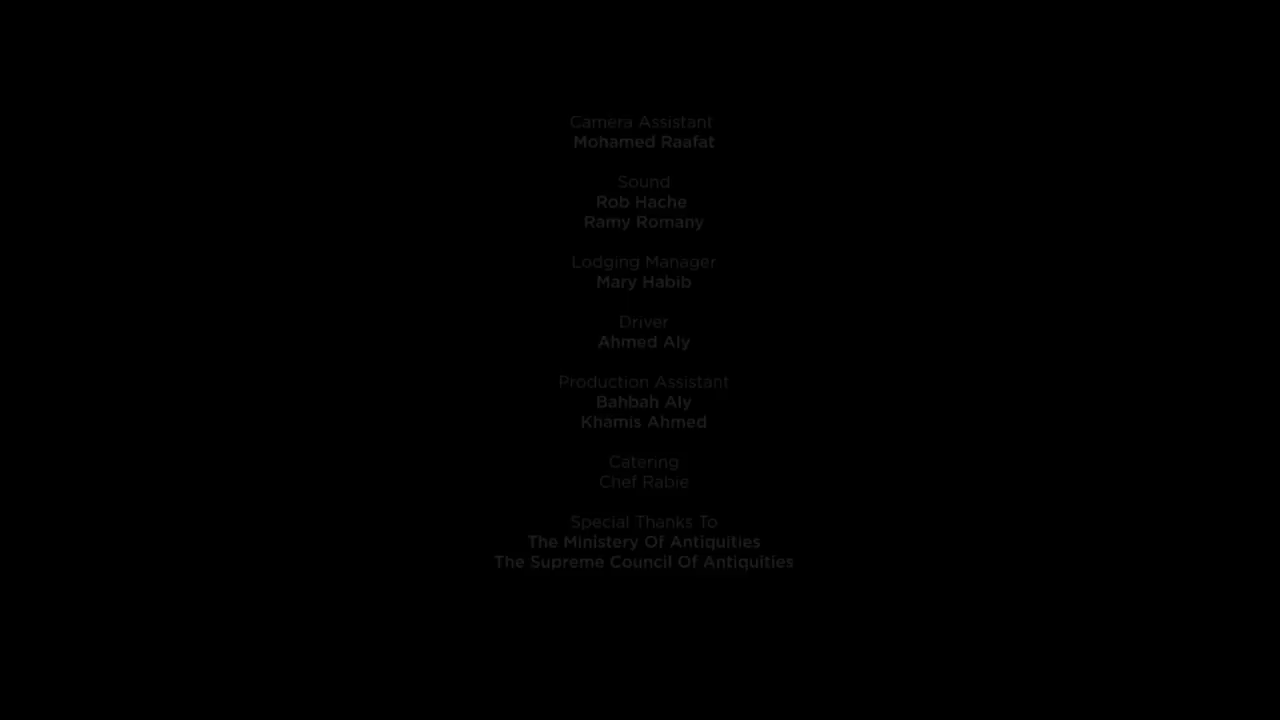 Camera Assistant
Mohamed Raafat
Sound
Rob Hache
Ramy Romany
Lodging Manager
Mary Habib
Driver
Ahmed Aly
Production Assistant
Bahbah Aly
Khamis Ahmed
Catering
Chef Rabie
Special Thanks To
The Ministery Of Antiquities
The Supreme Council Of Antiquities